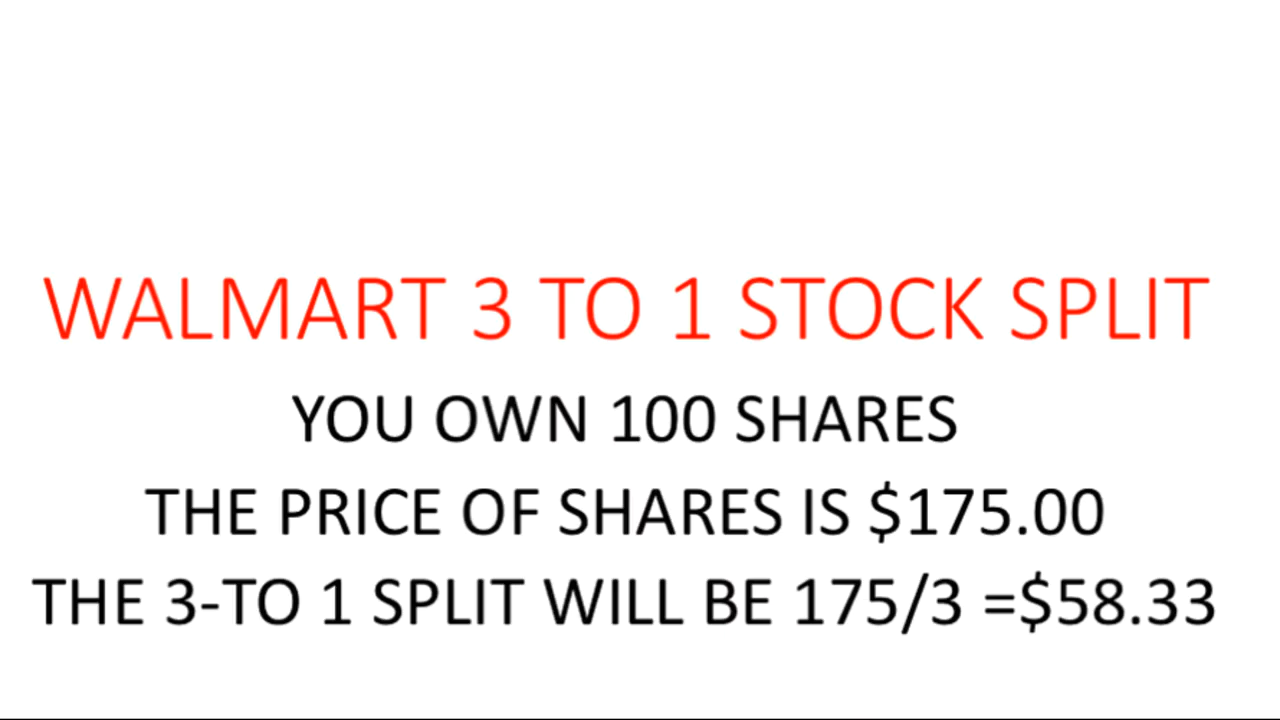 WALMART 3 TO 1 STOCK SPLIT
YOU OWN 100 SHARES
THE PRICE OF SHARES IS $175.00
THE 3-TO 1 SPLIT WILL BE 175/3 =$58.33